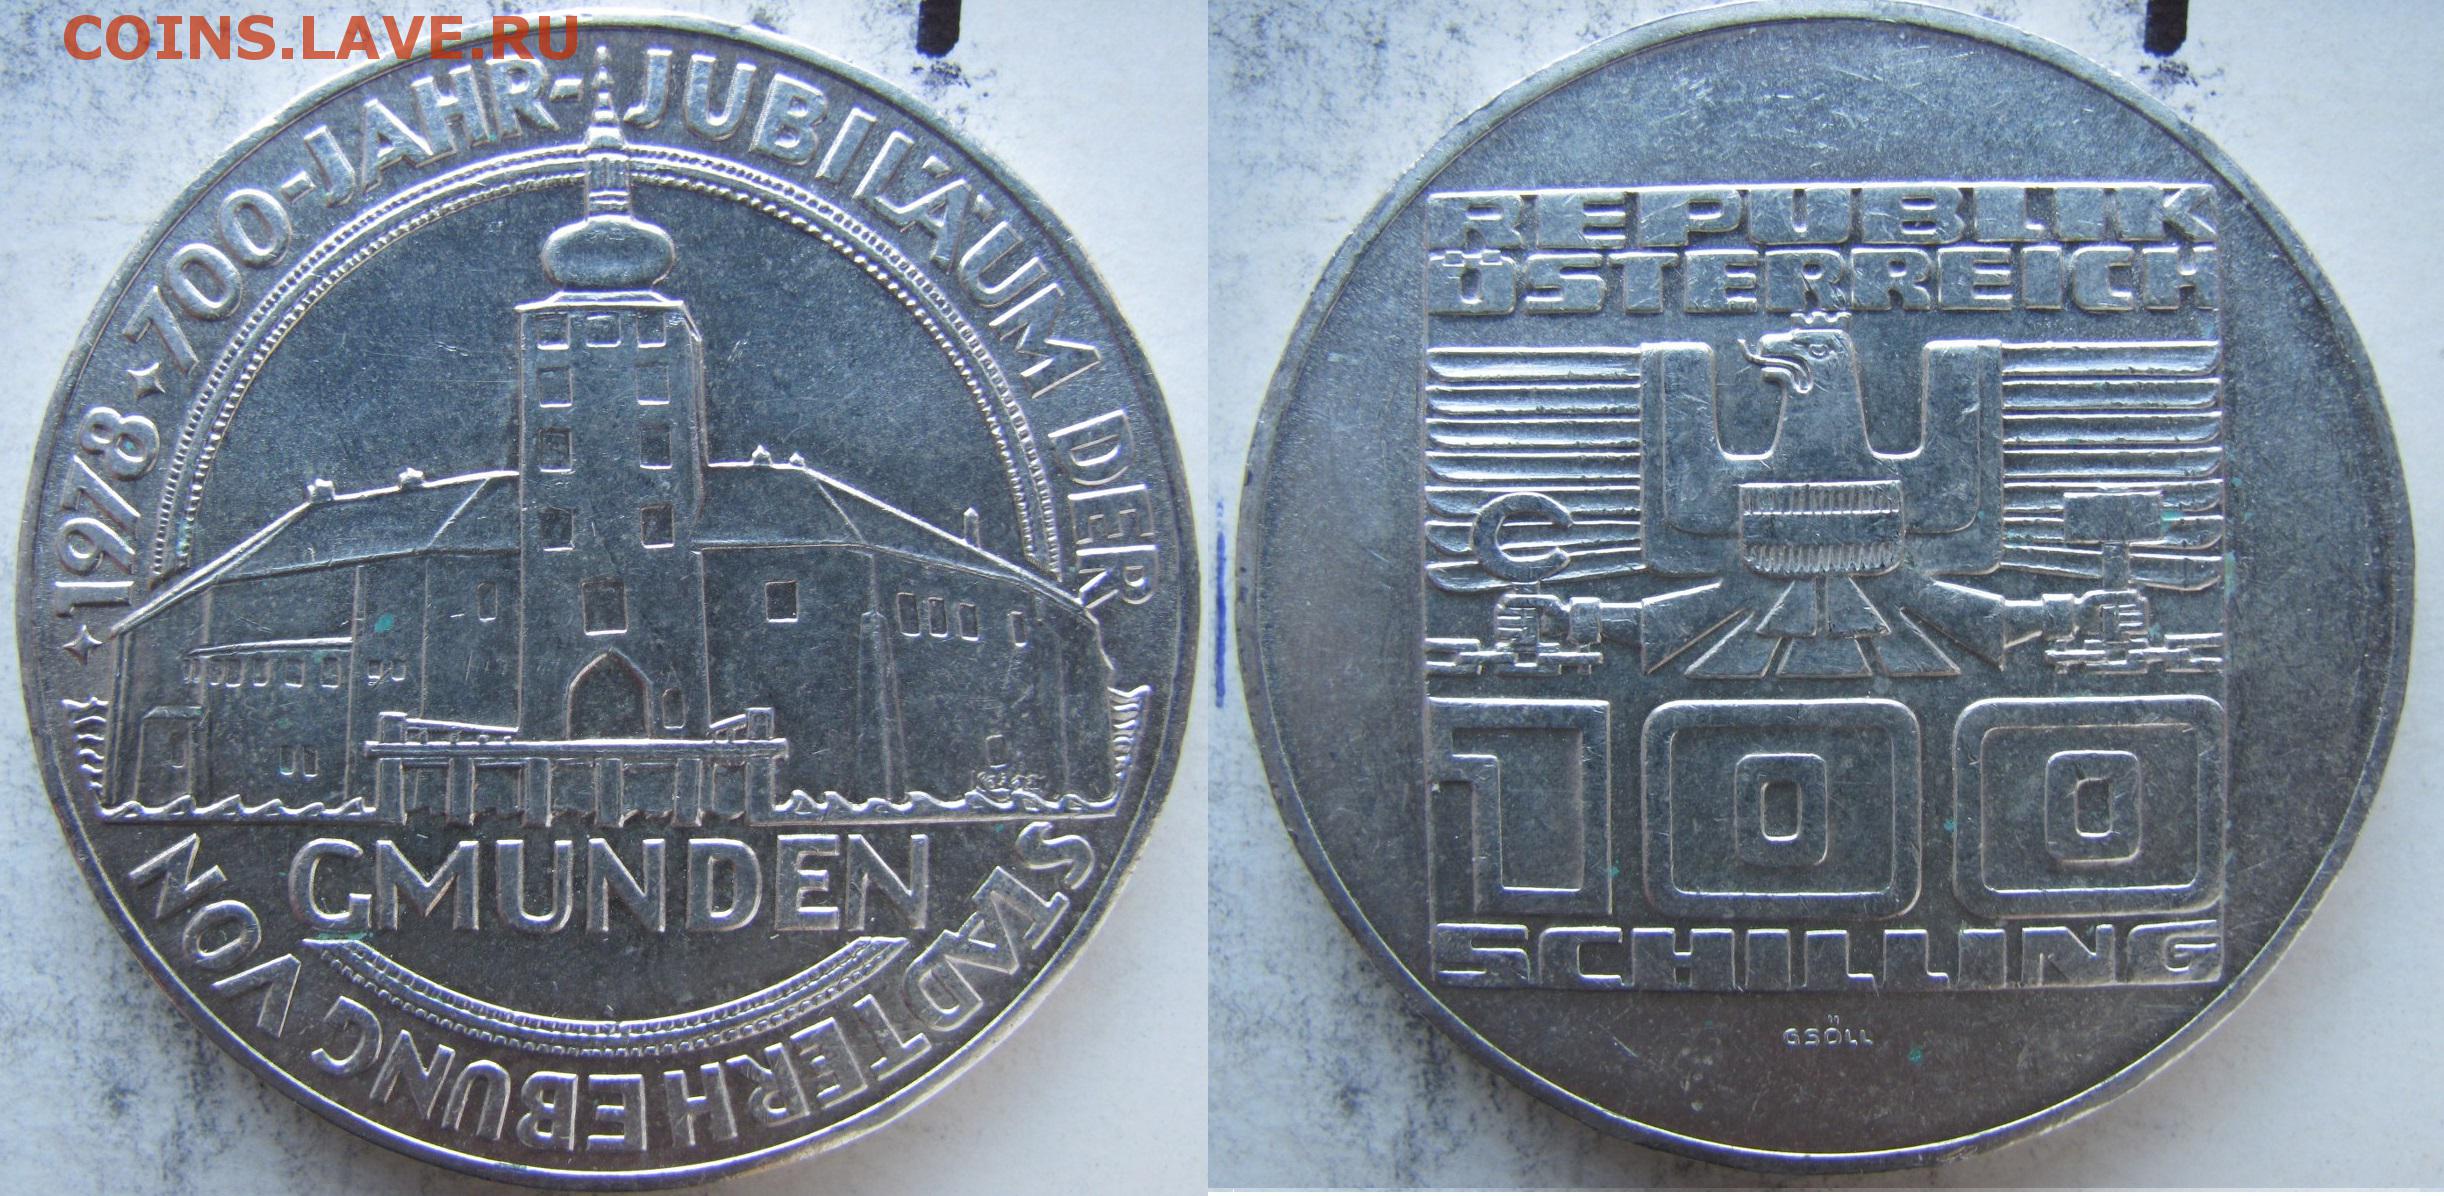 COINS.LAVE.RU
1978 700-JAHR-JUBILÄUM DER STADTERHEBUNG VON
GMUNDEN
REPUBLIK
ÖSTERREICH
100
SCHILLING
GSÖLL